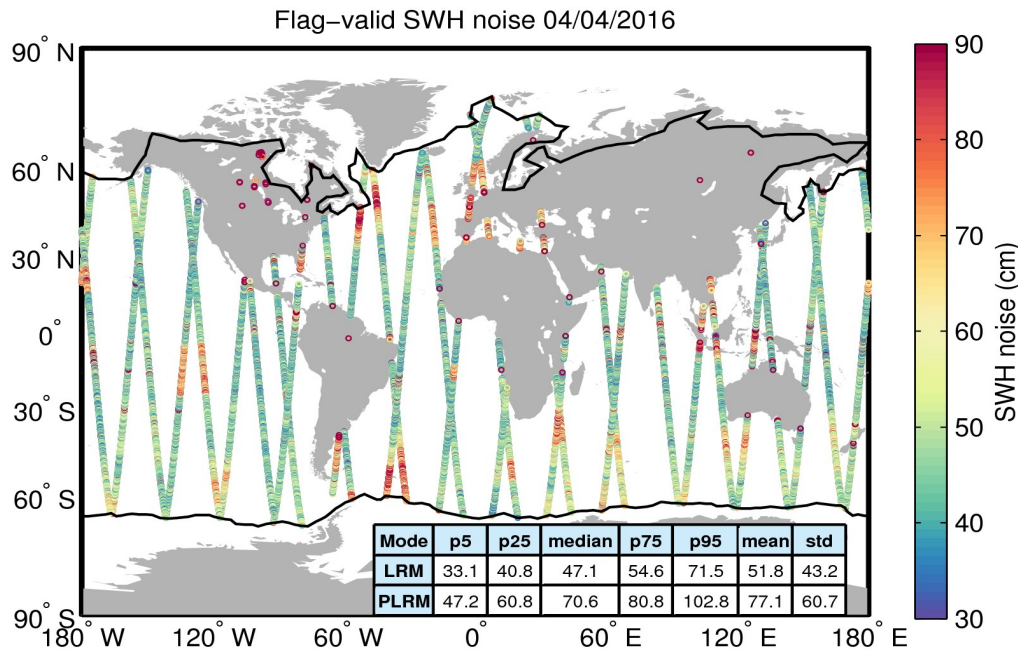 Flag−valid SWH noise 04/04/2016
90° N
60° N
30° N
0°
30° S
60° S
90° S
180° W
120° W
60° W
0°
60° E
120° E
180° E
Mode p5 p25 median p75 p95 mean std
LRM 33.1 40.8 47.1 54.6 71.5 51.8 43.2
PLRM 47.2 60.8 70.6 80.8 102.8 77.1 60.7
90
80
70
60
50
40
30
SWH noise (cm)